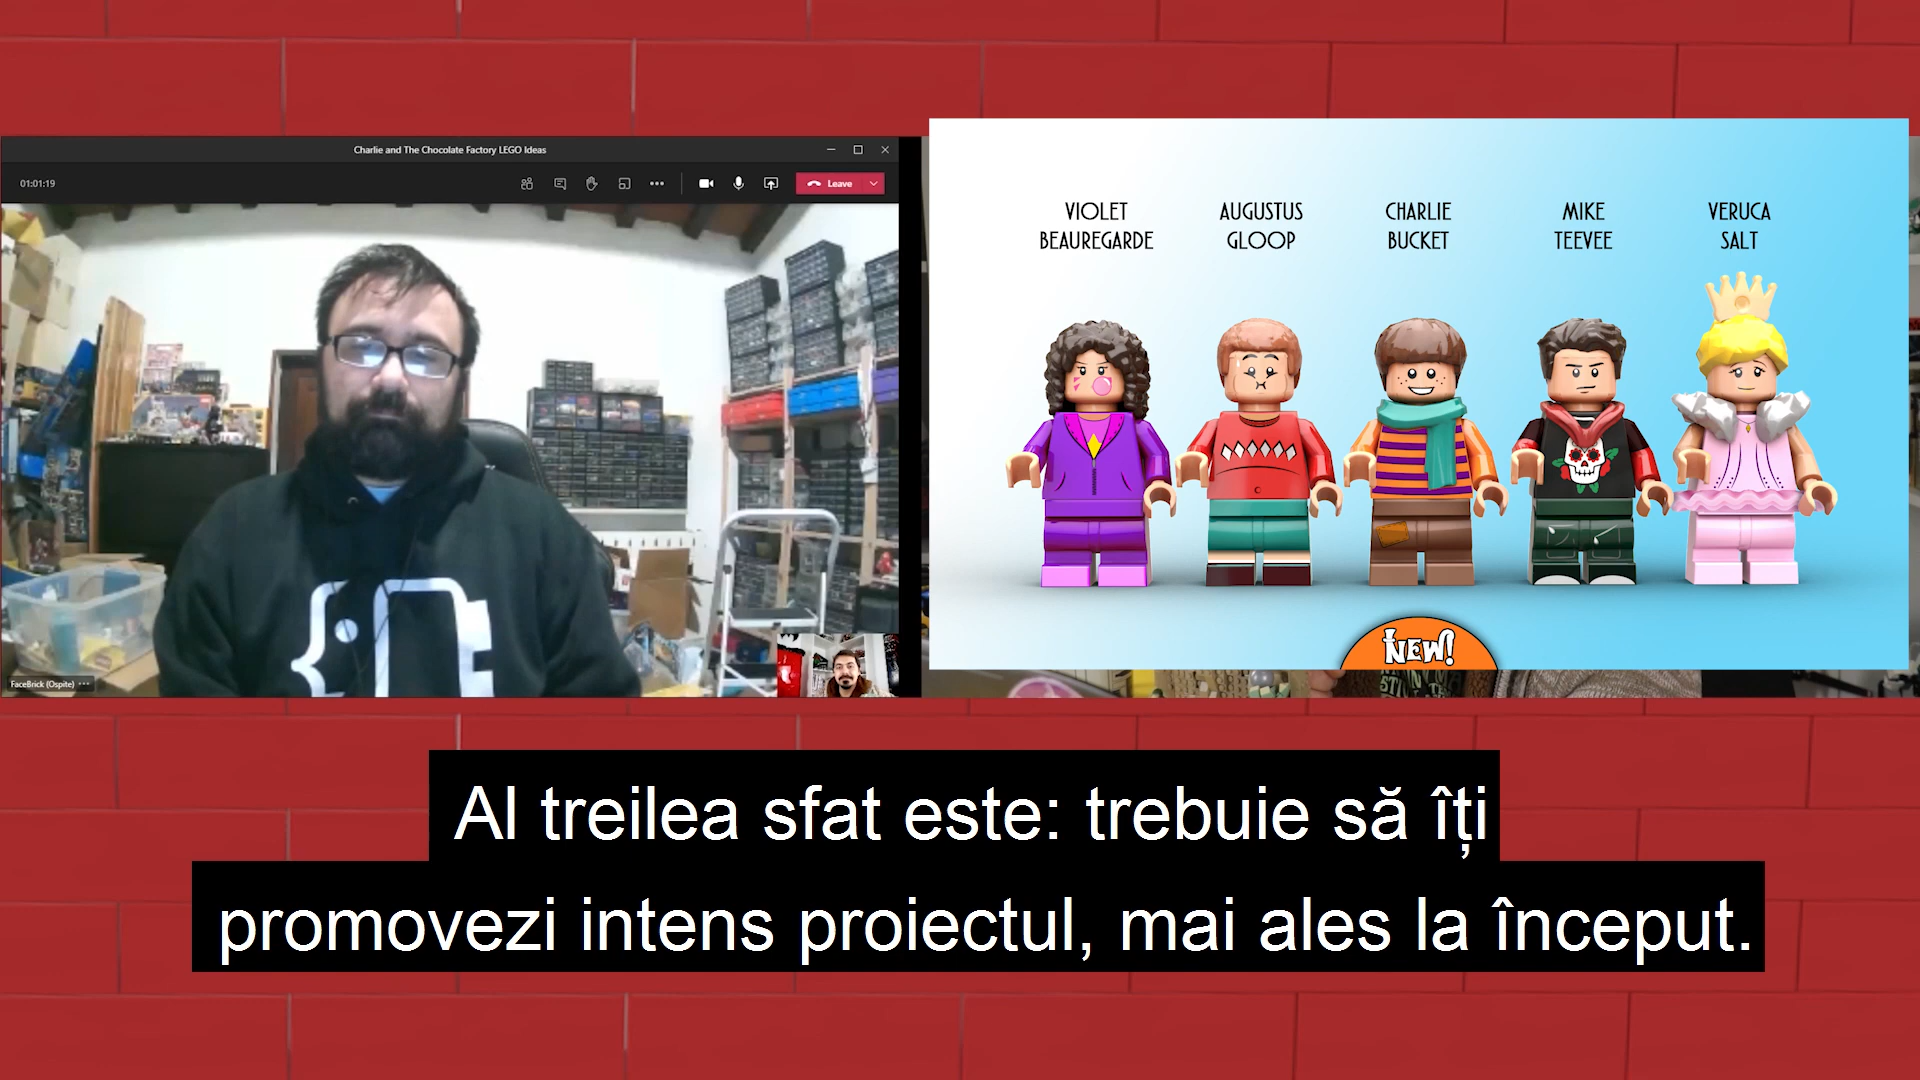 Charlie and The Chocolate Factory LEGO Ideas
01:01:19
Leave
FaceBrick (Ospite)
VIOLET
BEAUREGARDE
AUGUSTUS
GLOOP
CHARLIE
BUCKET
MIKE
TEEVEE
VERUCA
SALT
NEW!
Al treilea sfat este: trebuie să îți
promovezi intens proiectul, mai ales la început.